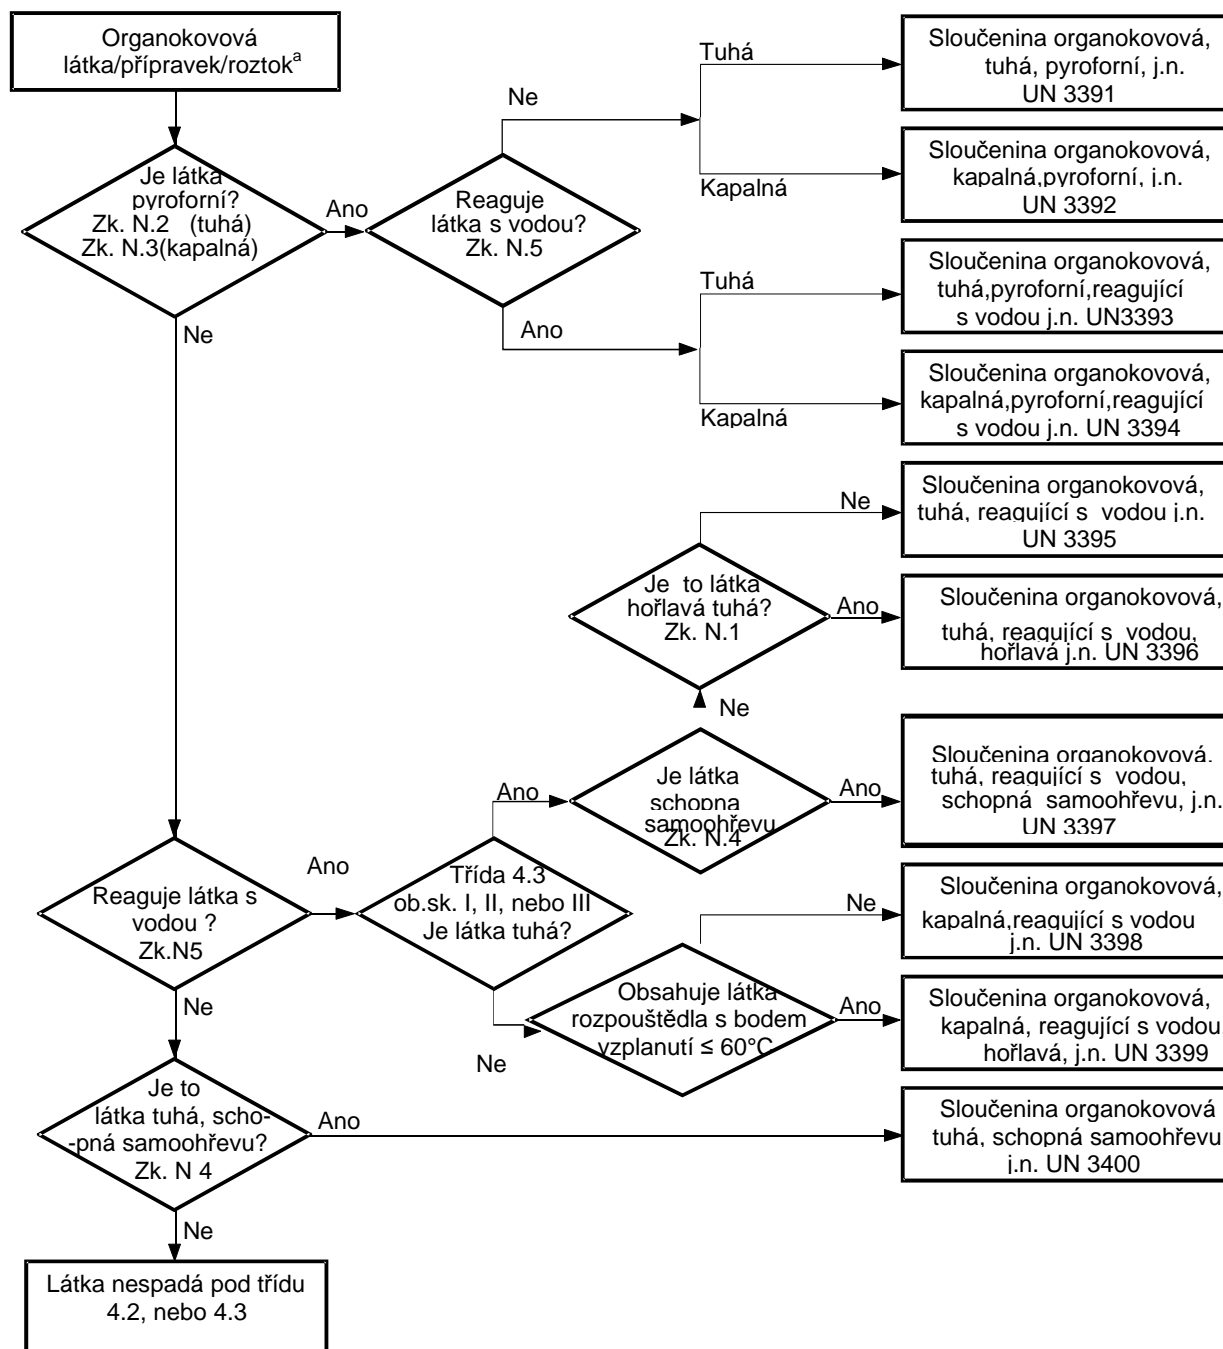 Organokovová
látka/přípravek/roztokª
Je látka
pyroforní?
Zk. N.2 (tuhá)
Zk. N.3(kapalná)
Ano
Ne
Reaguje
látka s vodou?
Zk. N.5
Ne
Ano
Tuhá
Kapalná
Tuhá
Kapalná
Sloučenina organokovová,
tuhá, pyroforní, j.n.
UN 3391
Sloučenina organokovová,
kapalná,pyroforní, j.n.
UN 3392
Sloučenina organokovová,
tuhá,pyroforní,reagující
s vodou j.n. UN3393
Sloučenina organokovová,
kapalná,pyroforní,reagující
s vodou j.n. UN 3394
Sloučenina organokovová,
tuhá, reagující s vodou j.n.
UN 3395
Ne
Je to látka
hořlavá tuhá?
Zk. N.1
Ano
Sloučenina organokovová,
tuhá, reagující s vodou,
hořlavá j.n. UN 3396
Ne
Je látka
schopna
samoohřevu
Zk. N.4
Ano
Ano
Sloučenina organokovová,
tuhá, reagující s vodou,
schopná samoohřevu, j.n.
UN 3397
Reaguje látka s
vodou ?
Zk.N5
Ano
Ne
Třída 4.3
ob.sk. I, II, nebo III
Je látka tuhá?
Ne
Obsahuje látka
rozpouštědla s bodem
vzplanutí ≤ 60°C
Ne
Ano
Sloučenina organokovová,
kapalná,reagující s vodou
j.n. UN 3398
Sloučenina organokovová,
kapalná, reagující s vodou,
hořlavá, j.n. UN 3399
Je to
látka tuhá, scho-
-pná samoohřevu?
Zk. N 4
Ano
Ne
Sloučenina organokovová
tuhá, schopná samoohřevu
j.n. UN 3400
Látka nespadá pod třídu
4.2, nebo 4.3